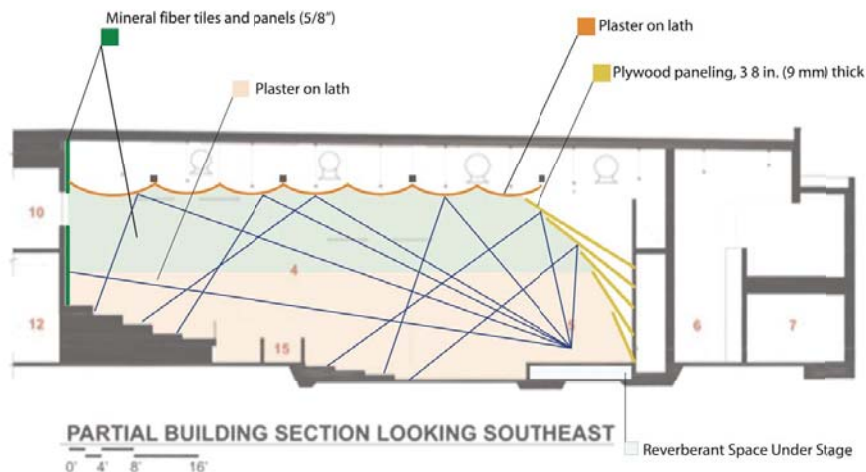 Mineral fiber tiles and panels (5/8")
Plaster on lath
Plywood paneling, 3 8 in. (9 mm) thick
Plaster on lath
10
4
12
15
5
6
7
PARTIAL BUILDING SECTION LOOKING SOUTHEAST
0' 4' 8' 16'
Reverberant Space Under Stage